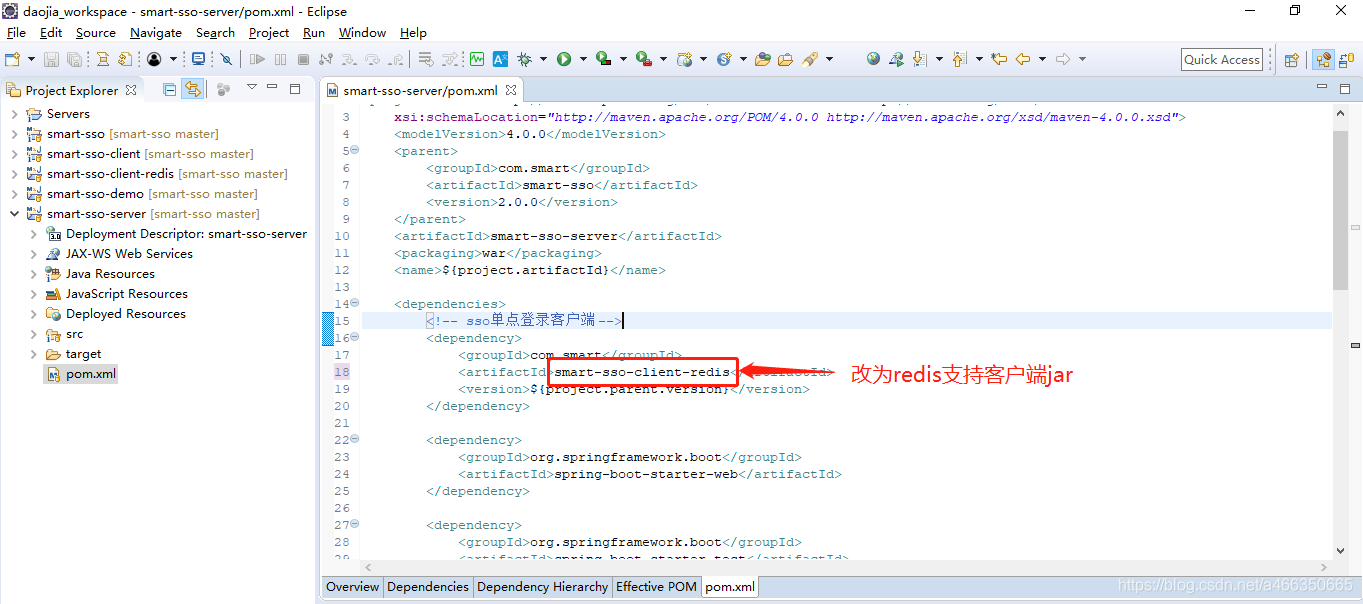 daojia_workspace - smart-sso-server/pom.xml - Eclipse
File Edit Source Navigate Search Project Run Window Help
Quick Access
Project Explorer
Servers
smart-sso [smart-sso master]
smart-sso-client [smart-sso master]
smart-sso-client-redis [smart-sso master]
smart-sso-demo [smart-sso master]
smart-sso-server [smart-sso master]
Deployment Descriptor: smart-sso-server
JAX-WS Web Services
Java Resources
JavaScript Resources
Deployed Resources
src
target
pom.xml
smart-sso-server/pom.xml
3 xsi:schemaLocation="http://maven.apache.org/POM/4.0.0 http://maven.apache.org/xsd/maven-4.0.0.xsd">
4 <modelVersion>4.0.0</modelVersion>
5 <parent>
6 <groupId>com.smart</groupId>
7 <artifactId>smart-sso</artifactId>
8 <version>2.0.0</version>
9 </parent>
10 <artifactId>smart-sso-server</artifactId>
11 <packaging>war</packaging>
12 <name>${project.artifactId}</name>
13
14 <dependencies>
15 <!-- sso单点登录客户端 -->
16 <dependency>
17 <groupId>com.smart</groupId>
18 <artifactId>smart-sso-client-redis</artifactId>
改为redis支持客户端jar
19 <version>${project.parent.version}</version>
20 </dependency>
21
22 <dependency>
23 <groupId>org.springframework.boot</groupId>
24 <artifactId>spring-boot-starter-web</artifactId>
25 </dependency>
26
27 <dependency>
28 <groupId>org.springframework.boot</groupId>
29 <artifactId>spring-boot-starter-test</artifactId>
Overview Dependencies Dependency Hierarchy Effective POM pom.xml
https://blog.csdn.net/a466350665